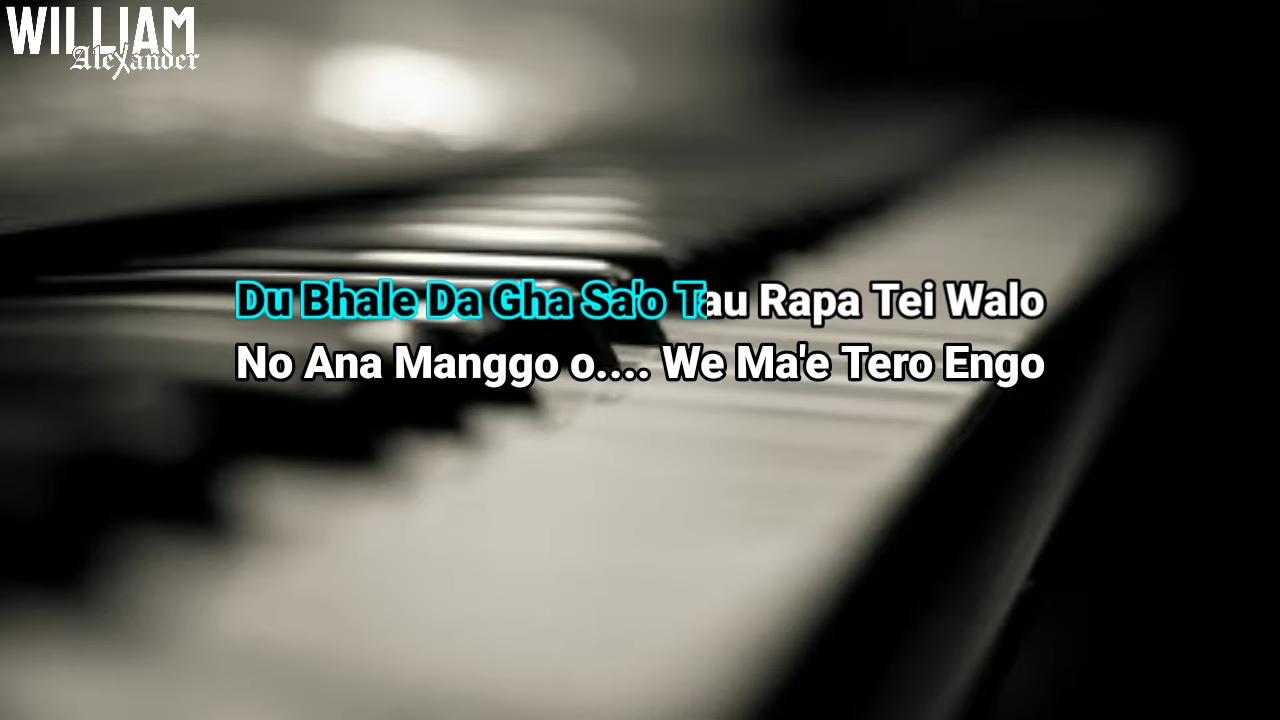 WILLIAM
Alexander
Du Bhale Da Gha Sa'o Tau Rapa Tei Walo
No Ana Manggo o.... We Ma'e Tero Engo